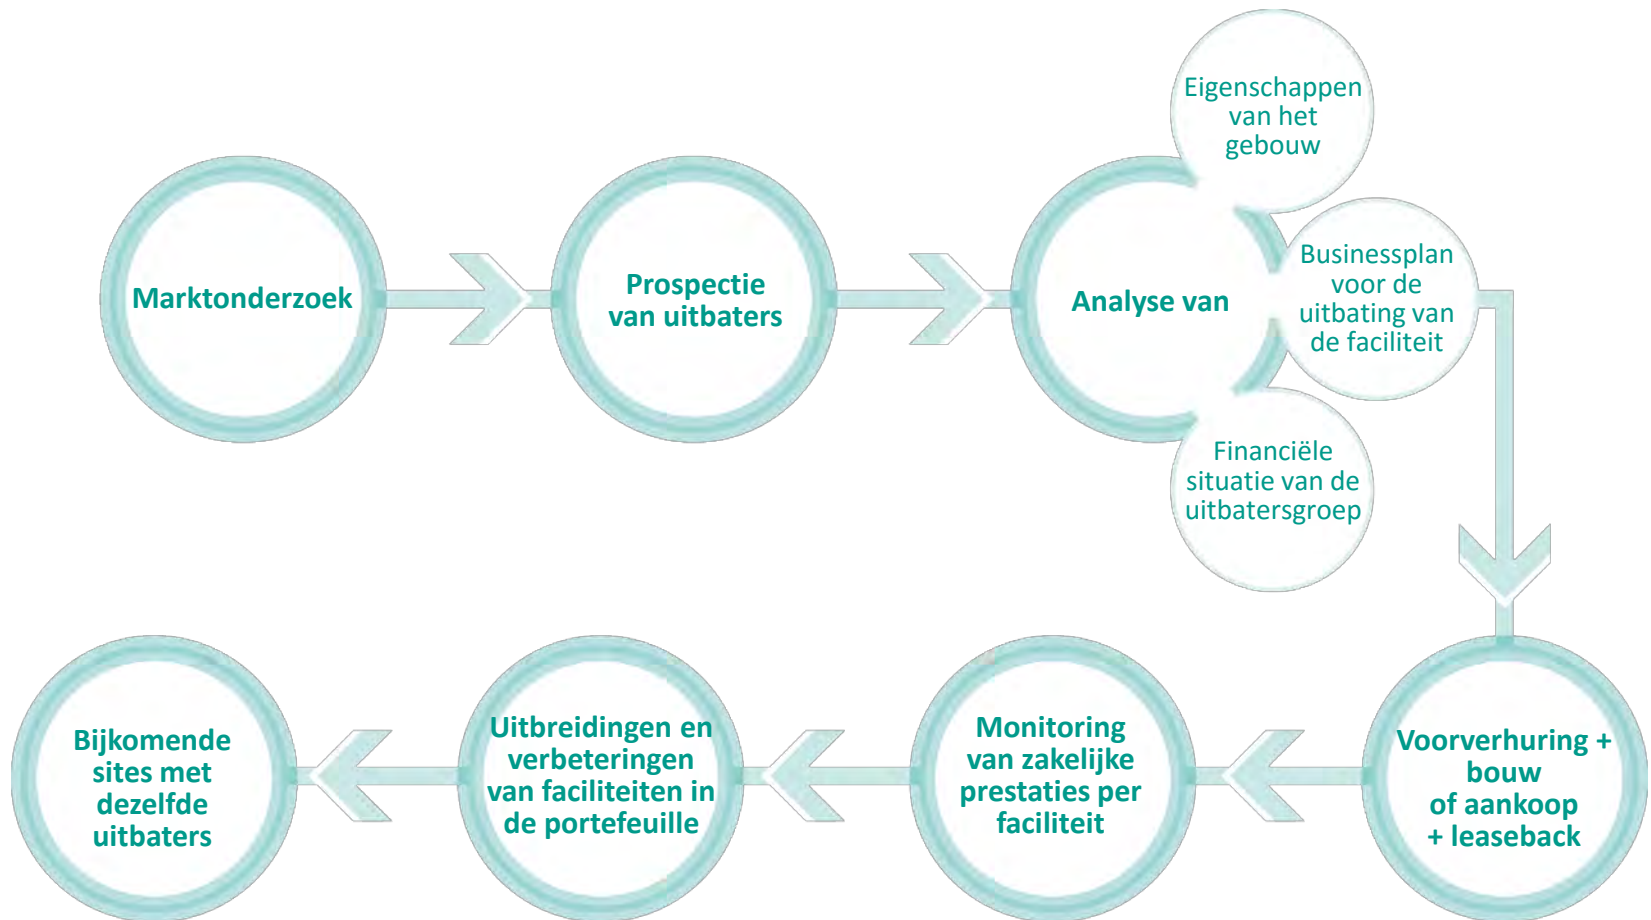 Marktonderzoek
Prospectie
van uitbaters
Analyse van
Eigenschappen
van het
gebouw
Businessplan
voor de
uitbating van
de faciliteit
Financiële
situatie van de
uitbatersgroep
Voorverhuring +
bouw
of aankoop
+ leaseback
Monitoring
van zakelijke
prestaties per
faciliteit
Uitbreidingen en
verbeteringen
van faciliteiten in
de portefeuille
Bijkomende
sites met
dezelfde
uitbaters